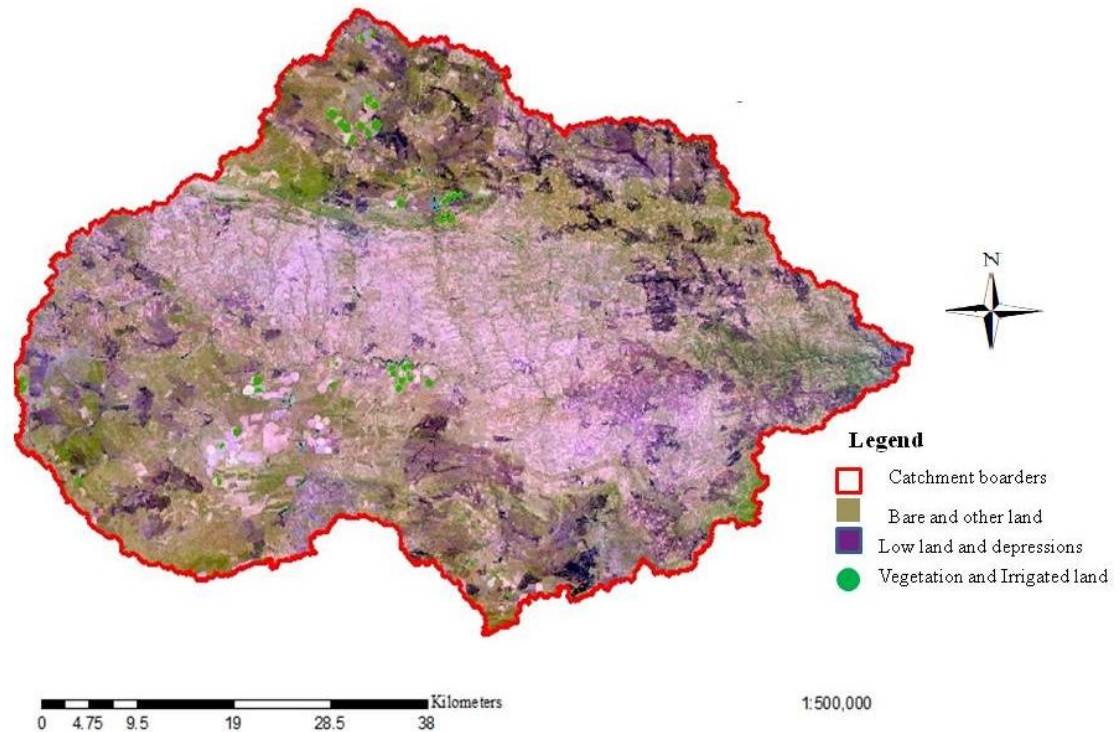 N
Legend
Catchment boarders
Bare and other land
Low land and depressions
Vegetation and Irrigated land
Kilometers
0 4.75 9.5 19 28.5 38
1:500,000